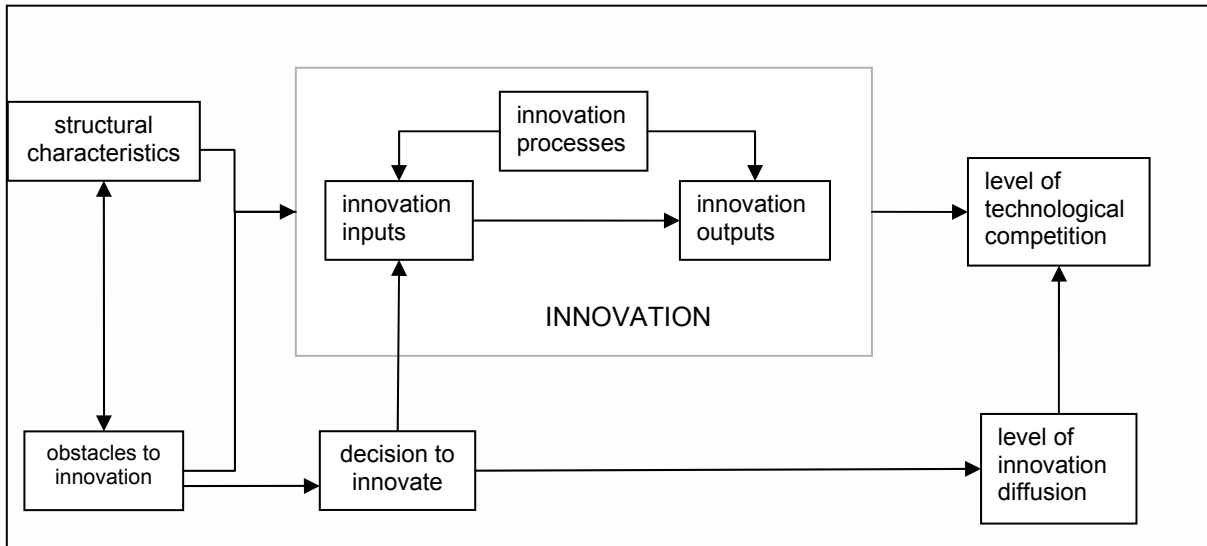 structural
characteristics
innovation
processes
innovation
inputs
innovation
outputs
level of
technological
competition
INNOVATION
obstacles to
innovation
decision to
innovate
level of
innovation
diffusion